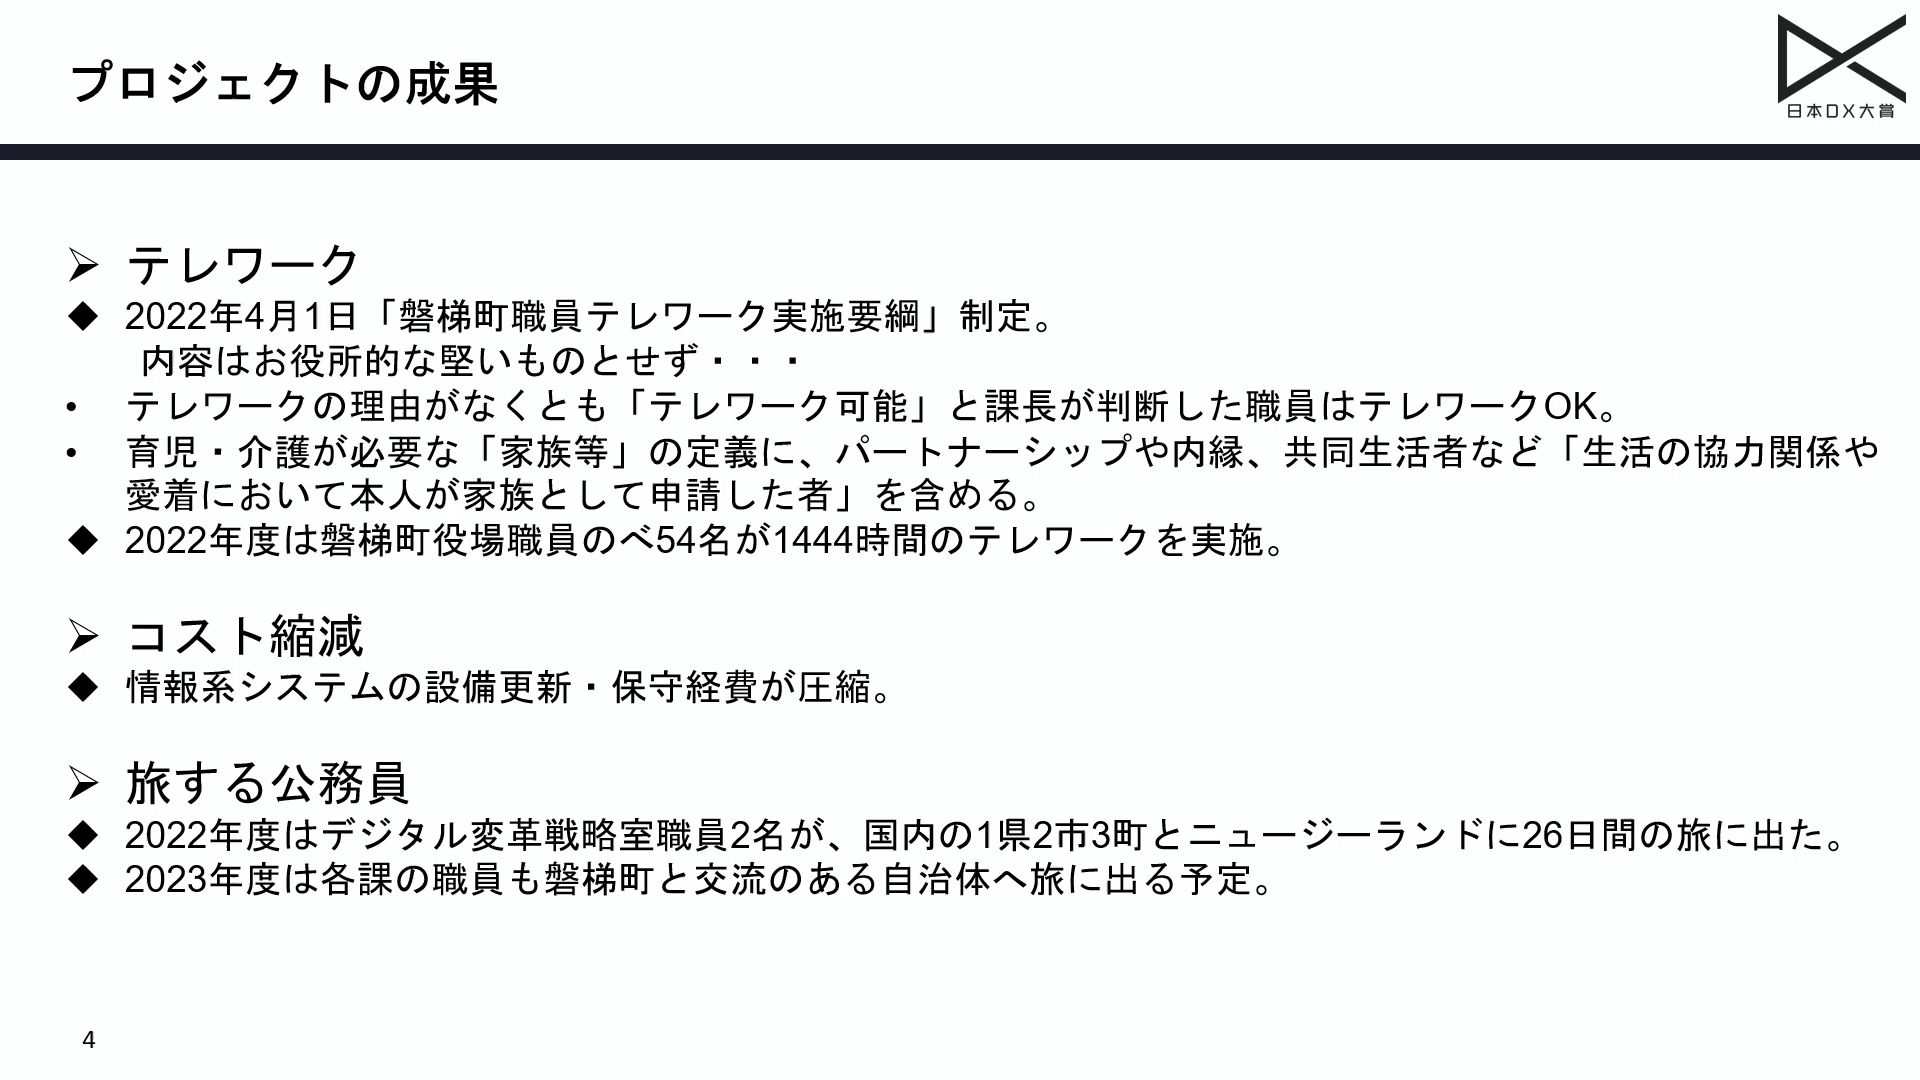 プロジェクトの成果
日本DX大賞
➢ テレワーク
◆ 2022年4月1日「磐梯町職員テレワーク実施要綱」制定。
内容はお役所的な堅いものとせず・・・
• テレワークの理由がなくとも「テレワーク可能」と課長が判断した職員はテレワークOK。
• 育児・介護が必要な「家族等」の定義に、パートナーシップや内縁、共同生活者など「生活の協力関係や
愛着において本人が家族として申請した者」を含める。
◆ 2022年度は磐梯町役場職員のべ54名が1444時間のテレワークを実施。
➢ コスト縮減
◆ 情報系システムの設備更新・保守経費が圧縮。
➢ 旅する公務員
◆ 2022年度はデジタル変革戦略室職員2名が、国内の1県2市3町とニュージーランドに26日間の旅に出た。
◆ 2023年度は各課の職員も磐梯町と交流のある自治体へ旅に出る予定。
4